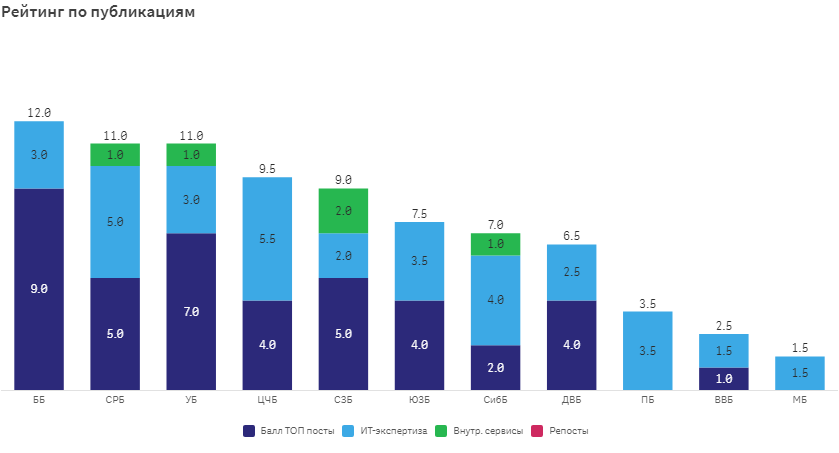 Рейтинг по публикациям
12.0
11.0
11.0
9.5
9.0
7.5
7.0
6.5
3.5
2.5
1.5
3.0
1.0
1.0
5.5
2.0
3.5
1.0
2.5
3.5
1.5
1.5
5.0
3.0
2.0
4.0
9.0
5.0
7.0
4.0
5.0
4.0
2.0
4.0
1.0
ББ
СРБ
УБ
ЦЧБ
СЗБ
ЮЗБ
СибБ
ДВБ
ПБ
ВВБ
МБ
Балл ТОП посты
ИТ-экспертиза
Внутр. сервисы
Репосты